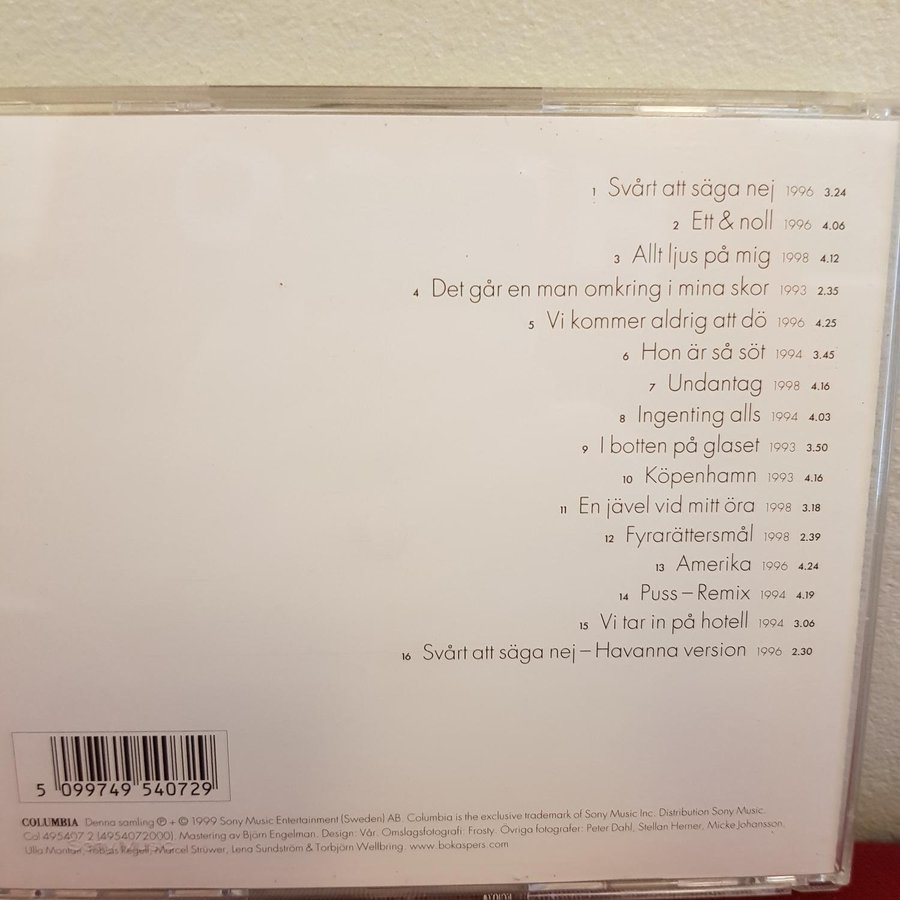 1 Svårt att säga nej 1996 3.24
2 Ett & noll 1996 4.06
3 Allt ljus på mig 1998 4.12
4 Det går en man omkring i mina skor 1993 2.35
5 Vi kommer aldrig att dö 1996 4.25
6 Hon är så söt 1994 3.45
7 Undantag 1998 4.16
8 Ingenting alls 1994 4.03
9 I botten på glaset 1993 3.50
10 Köpenhamn 1993 4.16
11 En jävel vid mitt öra 1998 3.18
12 Fyrarättersmål 1998 2.39
13 Amerika 1996 4.24
14 Puss – Remix 1994 4.19
15 Vi tar in på hotell 1994 3.06
16 Svårt att säga nej – Havanna version 1996 2.30
5 099749 540729
COLUMBIA Denna samling ℗ + © 1999 Sony Music Entertainment (Sweden) AB. Columbia is the exclusive trademark of Sony Music Inc. Distribution Sony Music.
Col 495407 2 (4954072000). Mastering av Björn Engelman. Design: Vår. Omslagsfotografi: Frosty. Övriga fotografer: Peter Dahl, Stellan Herner, Micke Johansson,
Ulla Montan, Tobias Regell, Marcel Strüwer, Lena Sundström & Torbjörn Wellbring. www.bokaspers.com